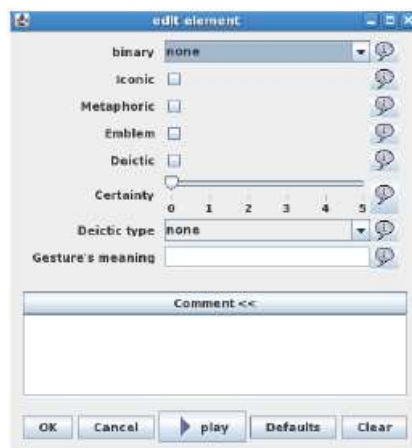 edit element
binary none
Iconic
Metaphoric
Emblem
Deictic
Certainty
0 1 2 3 4 5
Deictic type none
Gesture's meaning
Comment <<
OK Cancel play Defaults Clear